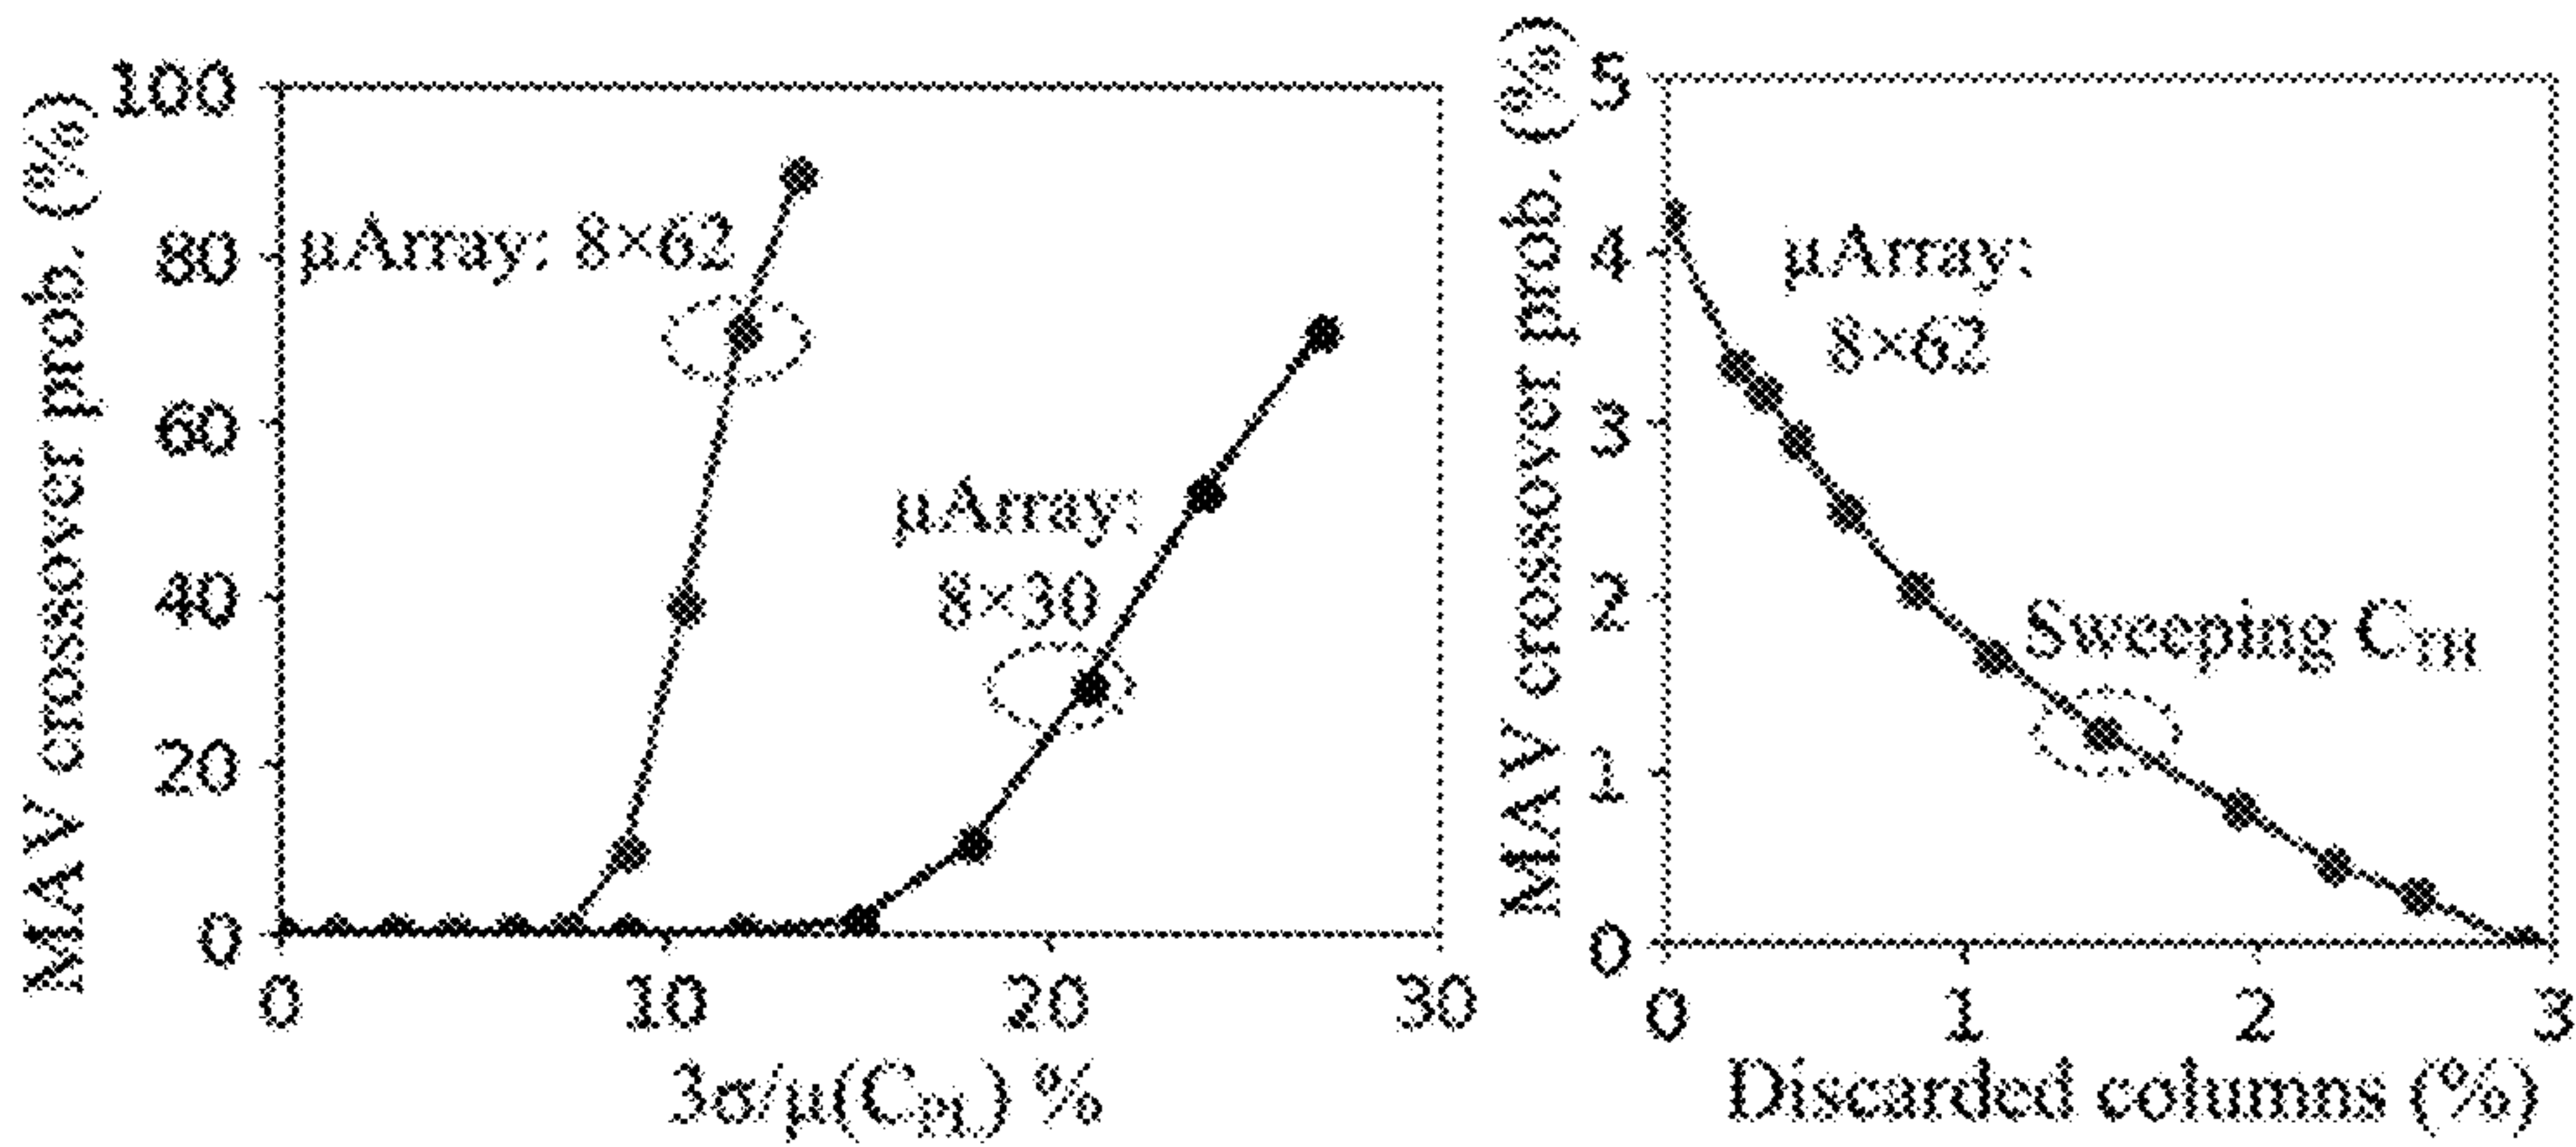 MAV crossover prob. (%)
100
80
60
40
20
0
0 10 20 30
3σ/μ(C_PL) %
μArray: 8×62
μArray:
8×30
MAV crossover prob. (%)
5
4
3
2
1
0
0 1 2 3
Discarded columns (%)
μArray:
8×62
Sweeping C_TH